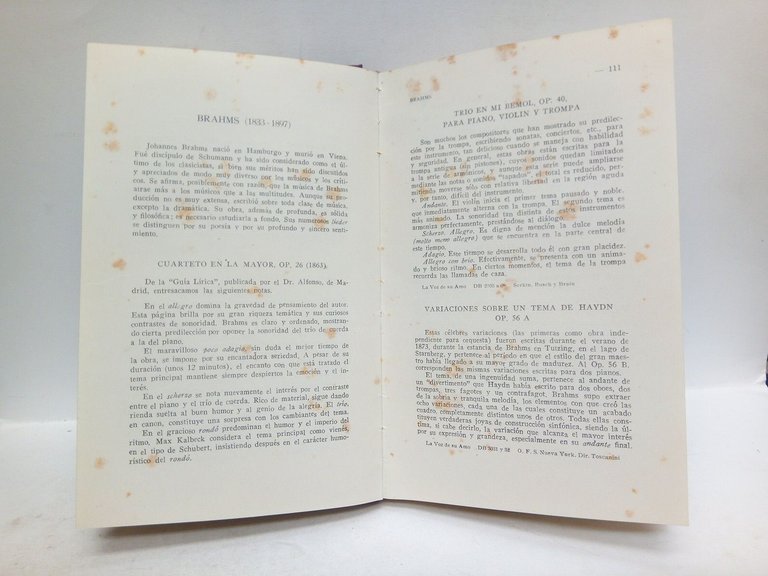 BRAHMS (1833-1897)
Johannes Brahms nació en Hamburgo y murió en Viena.
Fué discípulo de Schumann y ha sido considerado como el úl-
timo de los clasicistas, si bien sus méritos han sido discutidos
y apreciados de modo muy diverso por los músicos y los críti-
cos. Se afirma, posiblemente con razón, que la música de Brahms
atrae más a los músicos que a las multitudes. Aunque su pro-
ducción no es muy extensa, escribió sobre toda clase de música,
excepto la dramática. Su obra, además de profunda, es sólida
y filosófica; es necesario estudiarla a fondo. Sus numerosos lieder
se distinguen por su poesía y por su profundo y sincero senti-
miento.
CUARTETO EN LA MAYOR, OP. 26 (1863).
De la "Guía Lírica", publicada por el Dr. Alfonso, de Ma-
drid, entresacamos las siguientes notas.
En el allegro domina la gravedad de pensamiento del autor.
Esta página brilla por su gran riqueza temática y sus curiosos
contrastes de sonoridad. Brahms es claro y ordenado, mostran-
do cierta predilección por oponer la sonoridad del trío de cuerda
a la del piano.
El maravilloso poco adagio, sin duda el mejor tiempo de
la obra, se impone por su encantadora seriedad. A pesar de su
duración (unos 12 minutos), el encanto con que está tratado el
tema principal mantiene siempre despiertos la emoción y el in-
terés.
En el scherzo se nota nuevamente el interés por el contraste
entre el piano y el trío de cuerda. Rico de material, sigue dando
rienda suelta al buen humor y al genio de la alegría. El trío,
en canon, constituye una sorpresa con los cambiantes del tema.
En el gracioso rondó predominan el humor y el imperio del
ritmo. Max Kalbeck considera el tema principal como vienés,
en el tipo de Schubert, insistiendo después en el carácter humo-
rístico del rondó.
BRAHMS — 111
TRIO EN MI BEMOL, OP. 40,
PARA PIANO, VIOLIN Y TROMPA
Son muchos los compositores que han mostrado su predilec-
ción por la trompa, escribiendo sonatas, conciertos, etc., para
este instrumento, tan delicioso cuando se maneja con habilidad
y seguridad. En general, estas obras están escritas para la
trompa antigua (sin pistones), cuyos sonidos quedan limitados
a la serie de armónicos, y aunque esta serie puede ampliarse
mediante las notas o sonidos "tapados", el total es reducido, per-
mitiendo moverse sólo con relativa libertad en la región aguda
y, por tanto, difícil del instrumento.
Andante. El violín inicia el primer tema pausado y noble,
que inmediatamente alterna con la trompa. El segundo tema es
más animado. La sonoridad tan distinta de estos instrumentos
armoniza perfectamente, prestándose al diálogo.
Scherzo. Allegro. Es digna de mención la dulce melodía
(molto meno allegro) que se encuentra en la parte central de
este tiempo.
Adagio. Este tiempo se desarrolla todo él con gran placidez.
Allegro con brio. Efectivamente, se presenta con un anima-
do y brioso ritmo. En ciertos momentos, el tema de la trompa
recuerda las llamadas de caza.
La Voz de su Amo DB Serkin, Busch y Brain
VARIACIONES SOBRE UN TEMA DE HAYDN
OP. 56 A
Estas célebres variaciones (las primeras como obra inde-
pendiente para orquesta) fueron escritas durante el verano de
1873, durante la estancia de Brahms en Tutzing, en el lago de
Starnberg, y pertenece al período en que el estilo del gran maes-
tro había llegado a su mayor grado de madurez. Al Op. 56 B.
corresponden las mismas variaciones escritas para dos pianos.
El tema, de una ingenuidad suma, pertenece al andante de
un "divertimento" que Haydn había escrito para dos oboes, dos
trompas, tres fagotes y un contrafagot. Brahms supo extraer
de la sobria y tranquila melodía, los elementos con que creó las
ocho variaciones, cada una de las cuales constituye un acabado
cuadro, completamente distintos unos de otros. Todas ellas cons-
tituyen verdaderas joyas de construcción sinfónica, siendo la úl-
tima, si cabe decirlo, la variación que alcanza el mayor interés
por su expresión y grandeza, especialmente en su andante final.
La Voz de su Amo DB O. F. S. Nueva York. Dir. Toscanini